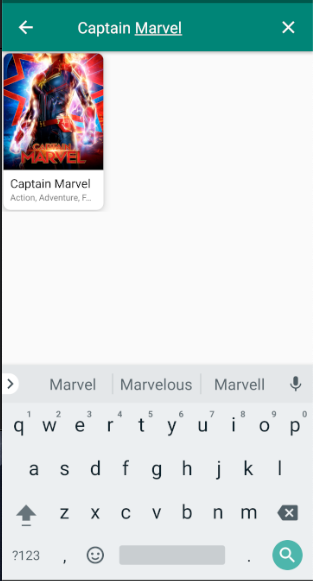 Captain Marvel
CAPTAIN
MARVEL
Captain Marvel
Action, Adventure, F...
Marvel Marvelous Marvell
1 2 3 4 5 6 7 8 9 0
q w e r t y u i o p
a s d f g h j k l
z x c v b n m
?123 , .